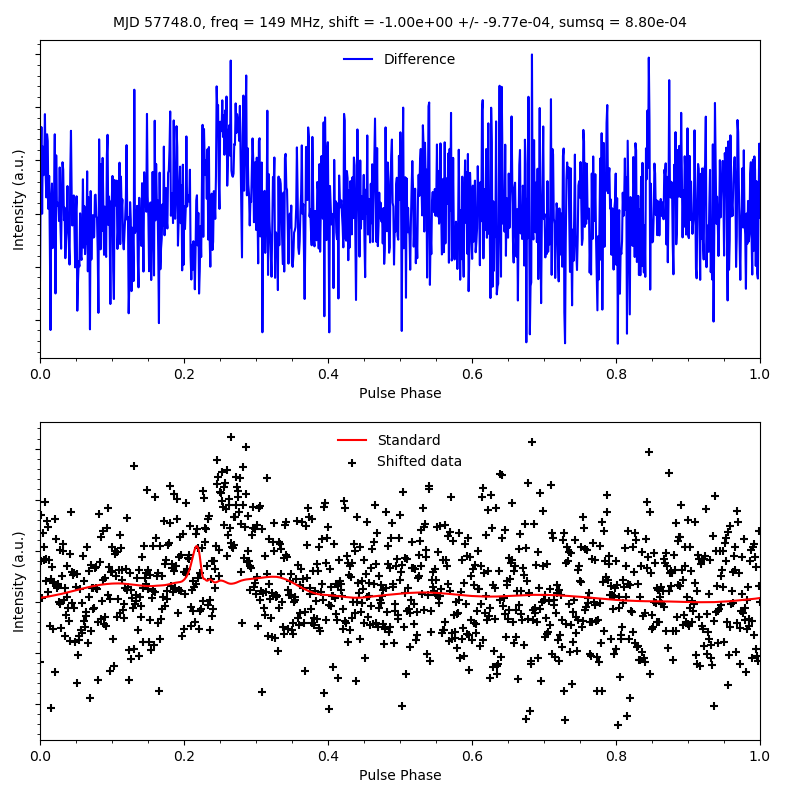 MJD 57748.0, freq = 149 MHz, shift = -1.00e+00 +/- -9.77e-04, sumsq = 8.80e-04
Difference
Intensity (a.u.)
0.0 0.2 0.4 0.6 0.8 1.0
Pulse Phase
Standard
Shifted data
Intensity (a.u.)
0.0 0.2 0.4 0.6 0.8 1.0
Pulse Phase